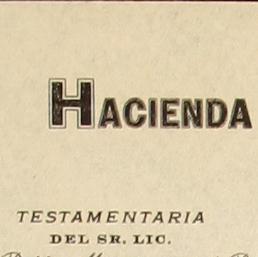 HACIENDA
TESTAMENTARIA
DEL SR. LIC.